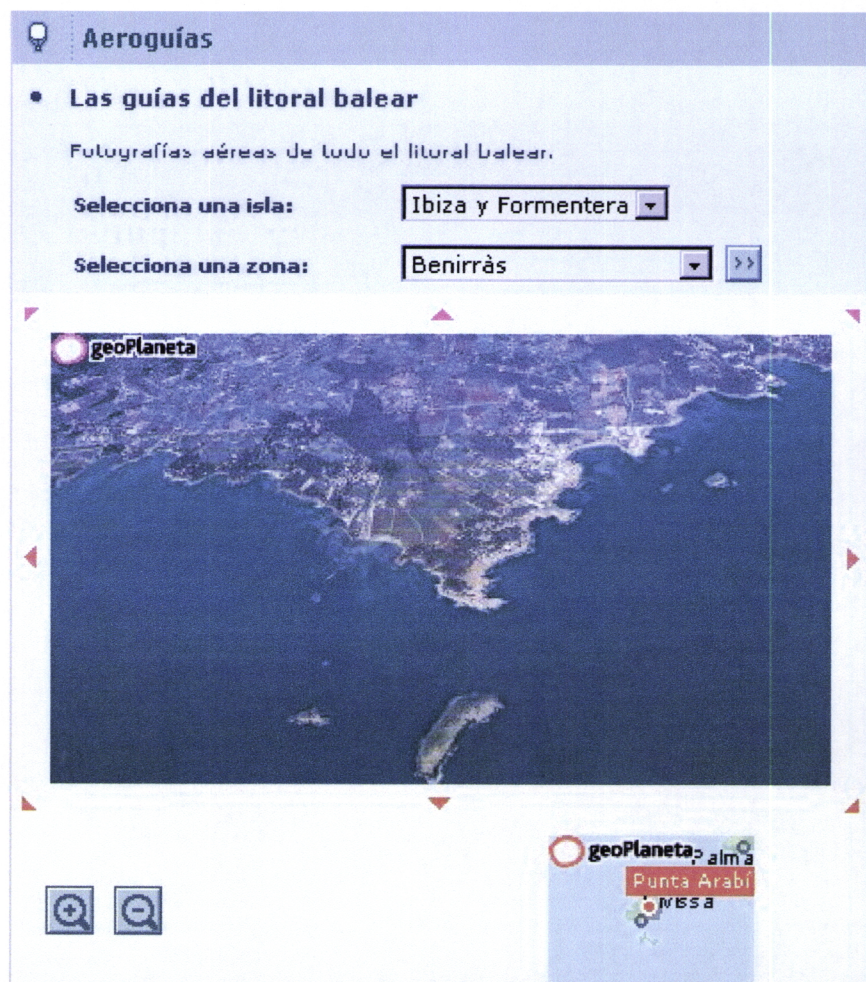 Aeroguías
• Las guías del litoral balear
Fotografías aéreas de todo el litoral balear.
Selecciona una isla: Ibiza y Formentera
Selecciona una zona: Benirràs >>
geoPlaneta
geoPlaneta Palma
Punta Arabí